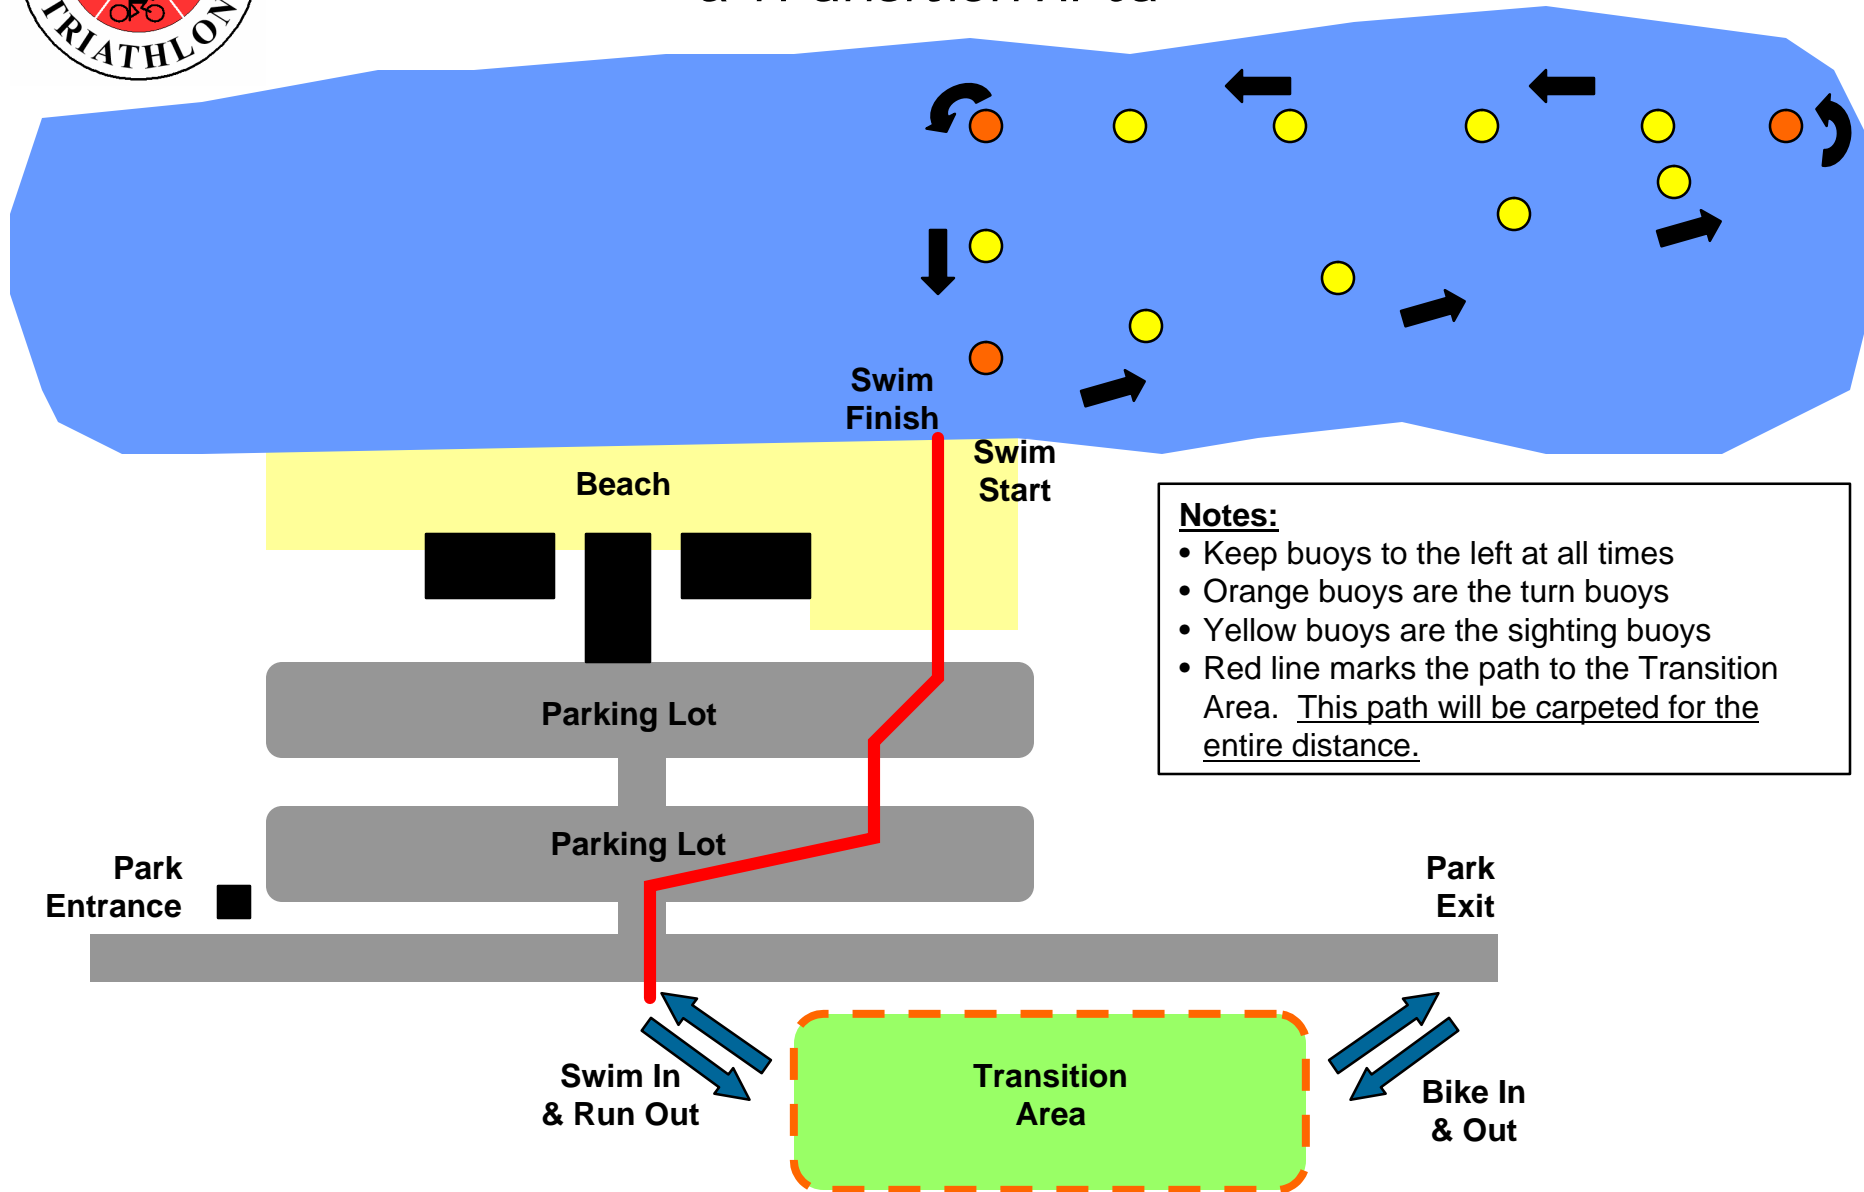 TRIATHLON
Swim
Finish
Swim
Start
Beach
Notes:
• Keep buoys to the left at all times
• Orange buoys are the turn buoys
• Yellow buoys are the sighting buoys
• Red line marks the path to the Transition
Area. This path will be carpeted for the
entire distance.
Parking Lot
Parking Lot
Park
Entrance
Park
Exit
Swim In
& Run Out
Transition
Area
Bike In
& Out